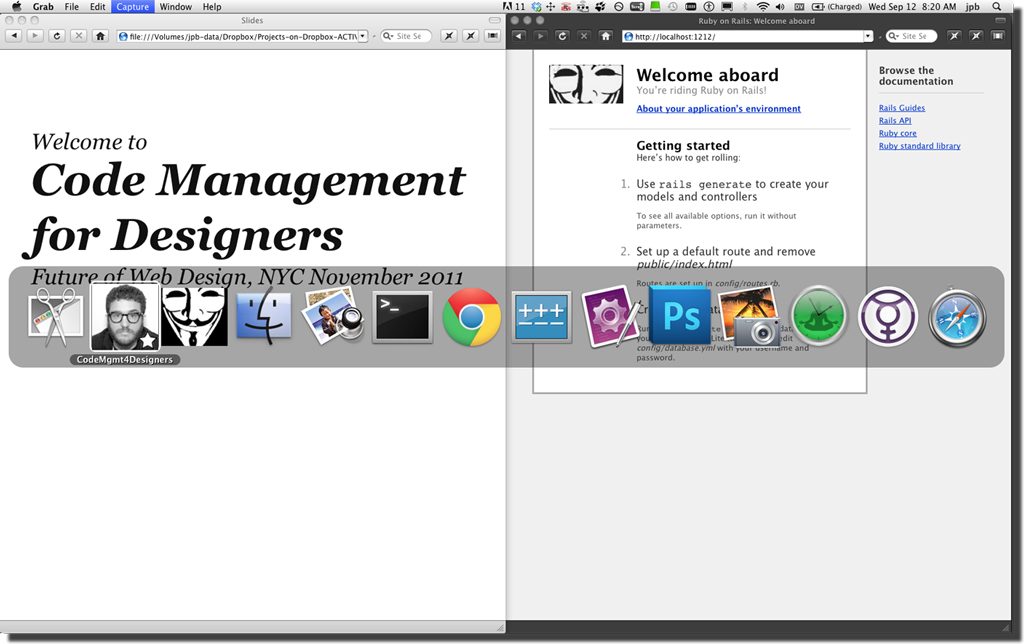 Grab File Edit Capture Window Help
11
(Charged) Wed Sep 12 8:20 AM jpb
Slides
file:///Volumes/jpb-data/Dropbox/Projects-on-Dropbox-ACTIV
Site Se
Welcome to
Code Management
for Designers
Future of Web Design, NYC November 2011
Ruby on Rails: Welcome aboard
http://localhost:1212/
Site Se
Welcome aboard
You're riding Ruby on Rails!
About your application's environment
Getting started
Here's how to get rolling:
1. Use rails generate to create your
models and controllers
To see all available options, run it without
parameters.
2. Set up a default route and remove
public/index.html
Routes are set up in config/routes.rb.
config/database.yml with your username and
password.
Browse the
documentation
Rails Guides
Rails API
Ruby core
Ruby standard library
>_
Ps
CodeMgmt4Designers